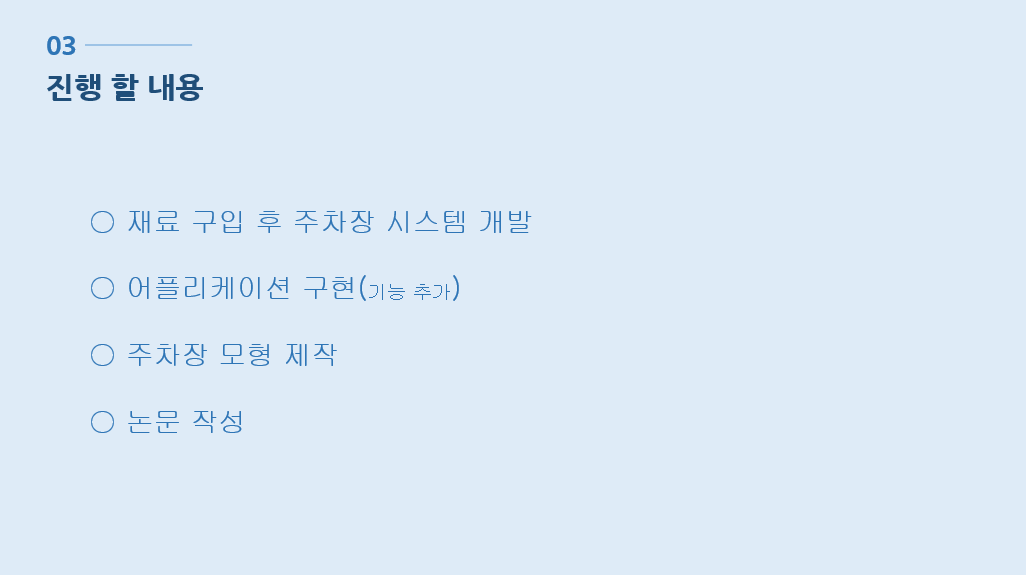 03
진행 할 내용
○ 재료 구입 후 주차장 시스템 개발
○ 어플리케이션 구현(기능 추가)
○ 주차장 모형 제작
○ 논문 작성